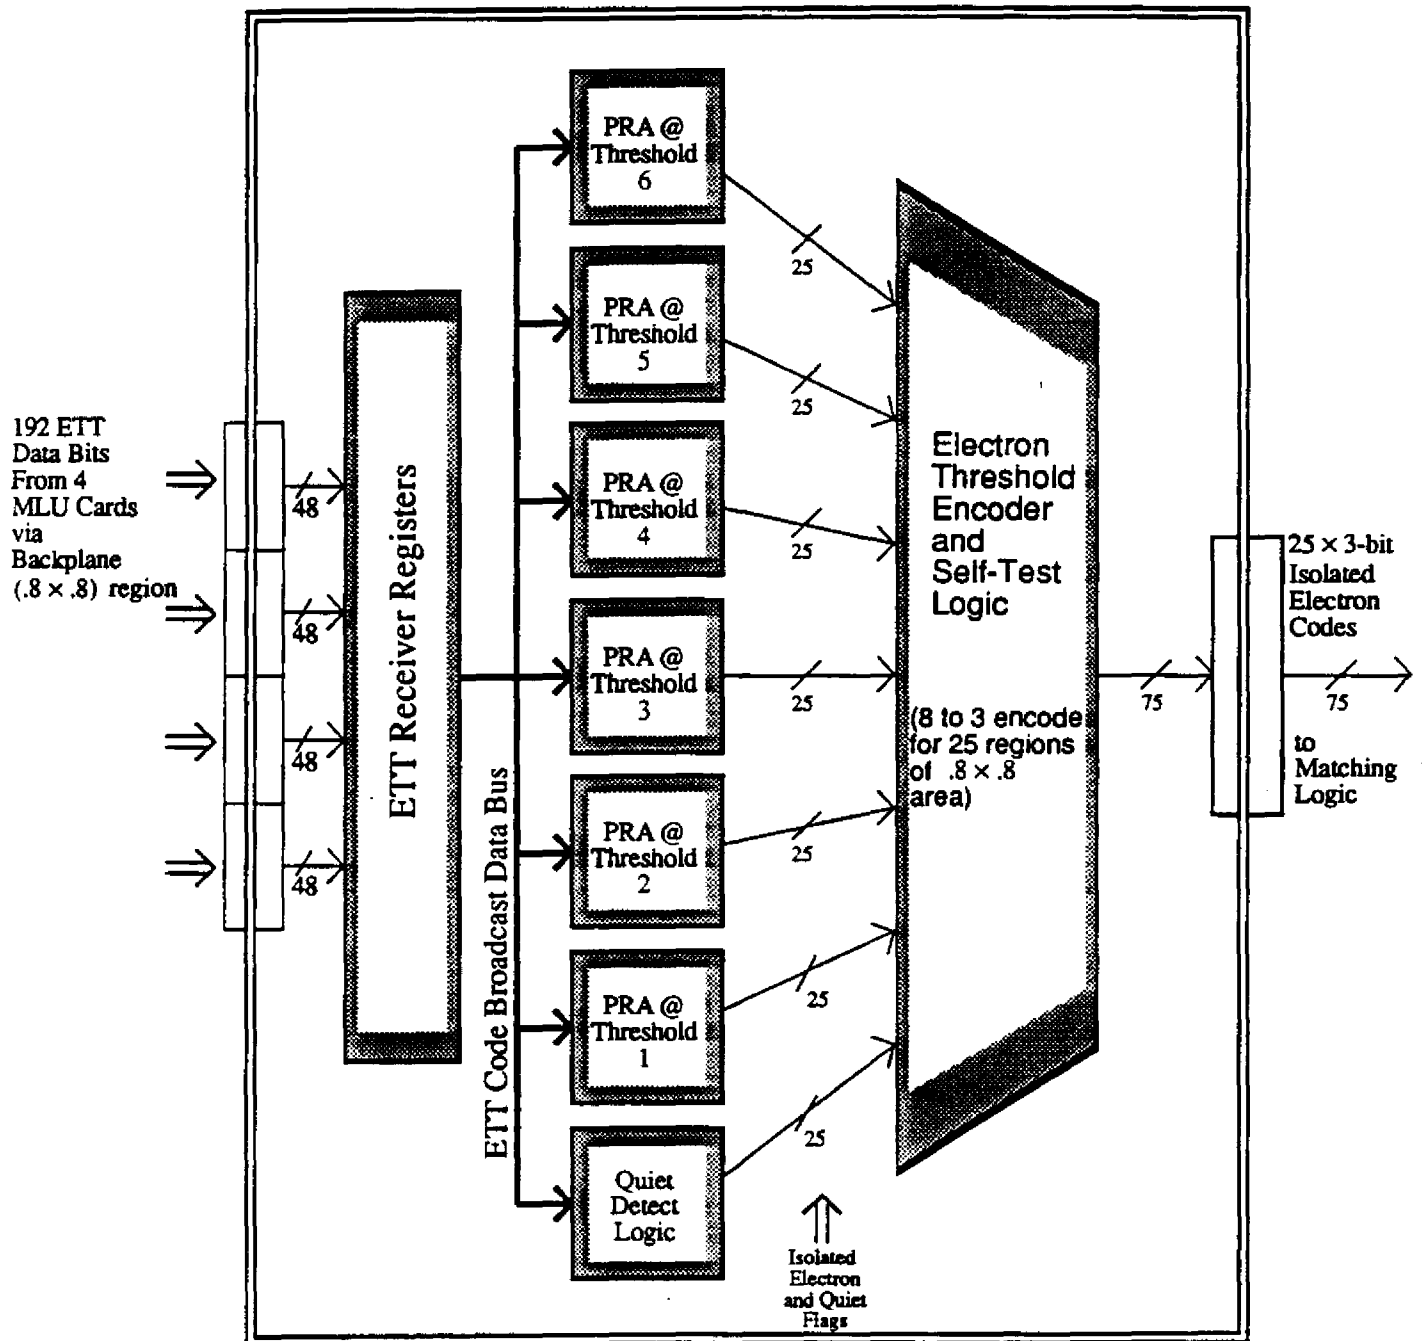 192 ETT
Data Bits
From 4
MLU Cards
via
Backplane
(.8 × .8) region
48
48
48
48
ETT Receiver Registers
ETT Code Broadcast Data Bus
PRA @
Threshold
6
PRA @
Threshold
5
PRA @
Threshold
4
PRA @
Threshold
3
PRA @
Threshold
2
PRA @
Threshold
1
Quiet
Detect
Logic
25
25
25
25
25
25
25
Isolated
Electron
and Quiet
Flags
Electron
Threshold
Encoder
and
Self-Test
Logic
(8 to 3 encode
for 25 regions
of .8 × .8
area)
75
25 × 3-bit
Isolated
Electron
Codes
75
to
Matching
Logic